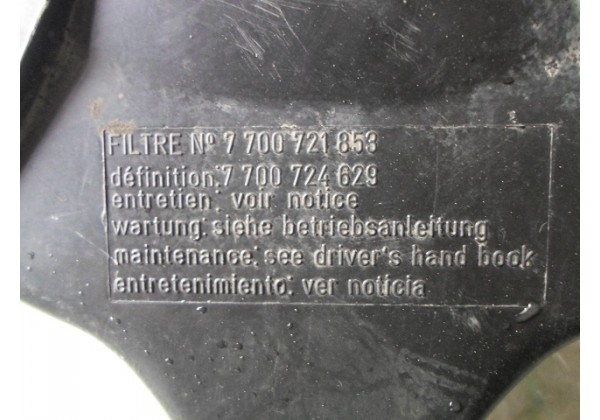 FILTRE Nº 7 700 721 853
définition: 7 700 724 629
entretien: voir notice
wartung: siehe betriebsanleitung
maintenance: see driver's hand book
entretenimiento: ver noticia